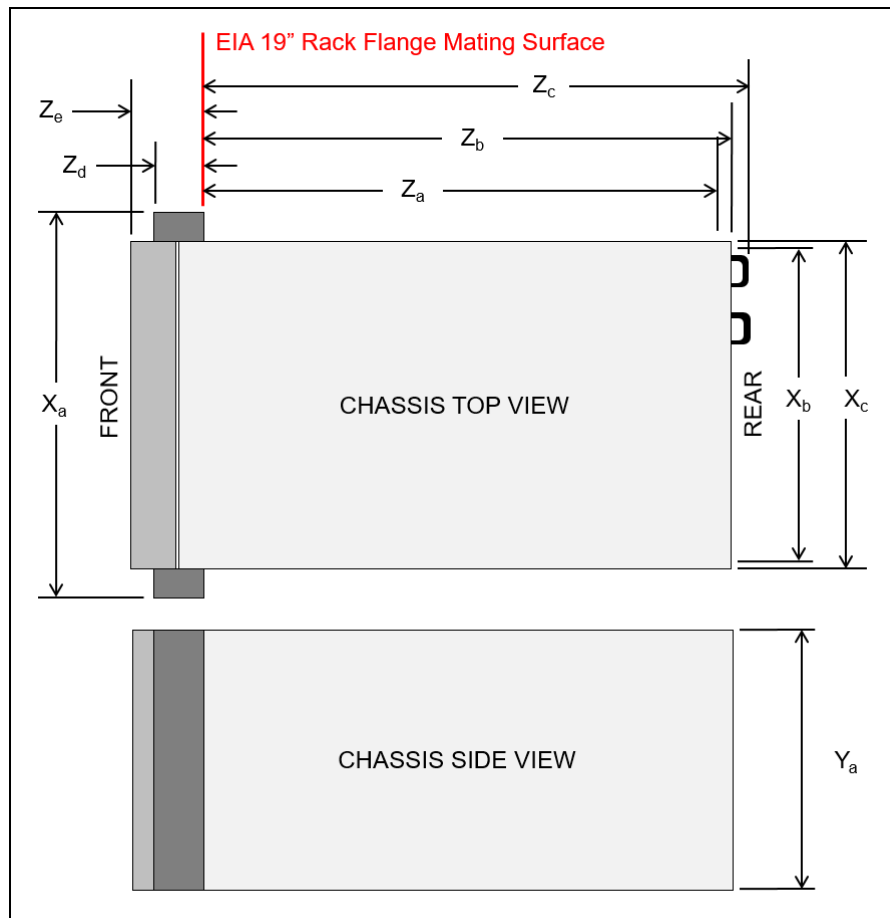 EIA 19” Rack Flange Mating Surface
Zc
Ze
Zb
Zd
Za
Xa
FRONT
CHASSIS TOP VIEW
REAR
Xb
Xc
CHASSIS SIDE VIEW
Ya